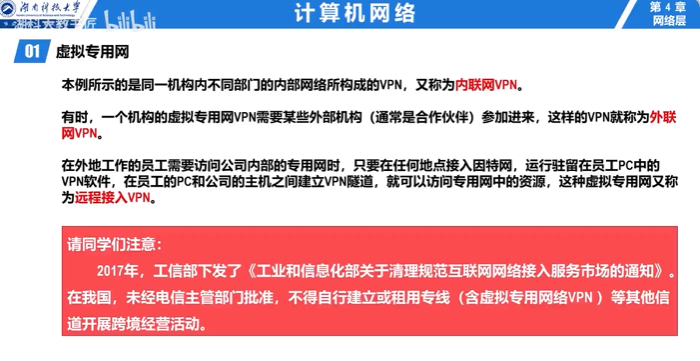 湖南科技大学
湖科大教书匠 bilibili
计算机网络
第 4 章
网络层
01 虚拟专用网
本例所示的是同一机构内不同部门的内部网络所构成的VPN，又称为内联网VPN。
有时，一个机构的虚拟专用网VPN需要某些外部机构（通常是合作伙伴）参加进来，这样的VPN就称为外联
网VPN。
在外地工作的员工需要访问公司内部的专用网时，只要在任何地点接入因特网，运行驻留在员工PC中的
VPN软件，在员工的PC和公司的主机之间建立VPN隧道，就可以访问专用网中的资源，这种虚拟专用网又称
为远程接入VPN。
请同学们注意：
2017年，工信部下发了《工业和信息化部关于清理规范互联网网络接入服务市场的通知》。
在我国，未经电信主管部门批准，不得自行建立或租用专线（含虚拟专用网络VPN ）等其他信
道开展跨境经营活动。